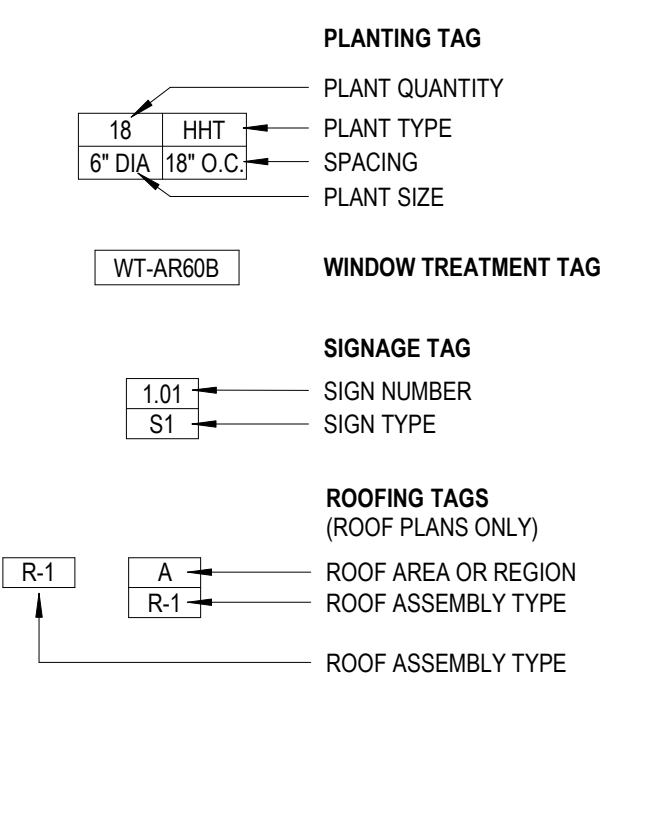 PLANTING TAG
PLANT QUANTITY
18 HHT PLANT TYPE
6" DIA 18" O.C. SPACING
PLANT SIZE
WT-AR60B WINDOW TREATMENT TAG
SIGNAGE TAG
1.01 SIGN NUMBER
S1 SIGN TYPE
ROOFING TAGS
(ROOF PLANS ONLY)
R-1 A ROOF AREA OR REGION
R-1 ROOF ASSEMBLY TYPE
ROOF ASSEMBLY TYPE